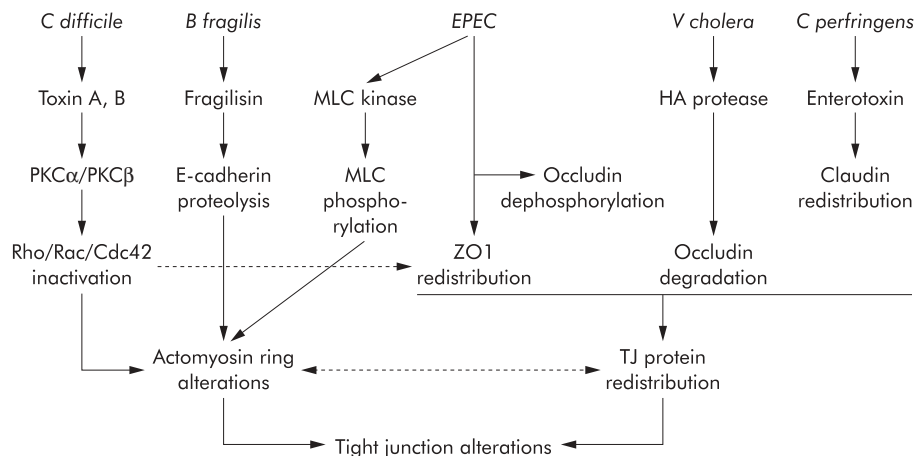 C difficile
B fragilis
EPEC
V cholera
C perfringens
Toxin A, B
Fragilisin
MLC kinase
HA protease
Enterotoxin
PKCα/PKCβ
E-cadherin
proteolysis
MLC
phospho-
rylation
Occludin
dephosphorylation
Claudin
redistribution
Rho/Rac/Cdc42
inactivation
ZO1
redistribution
Occludin
degradation
Actomyosin ring
alterations
TJ protein
redistribution
Tight junction alterations